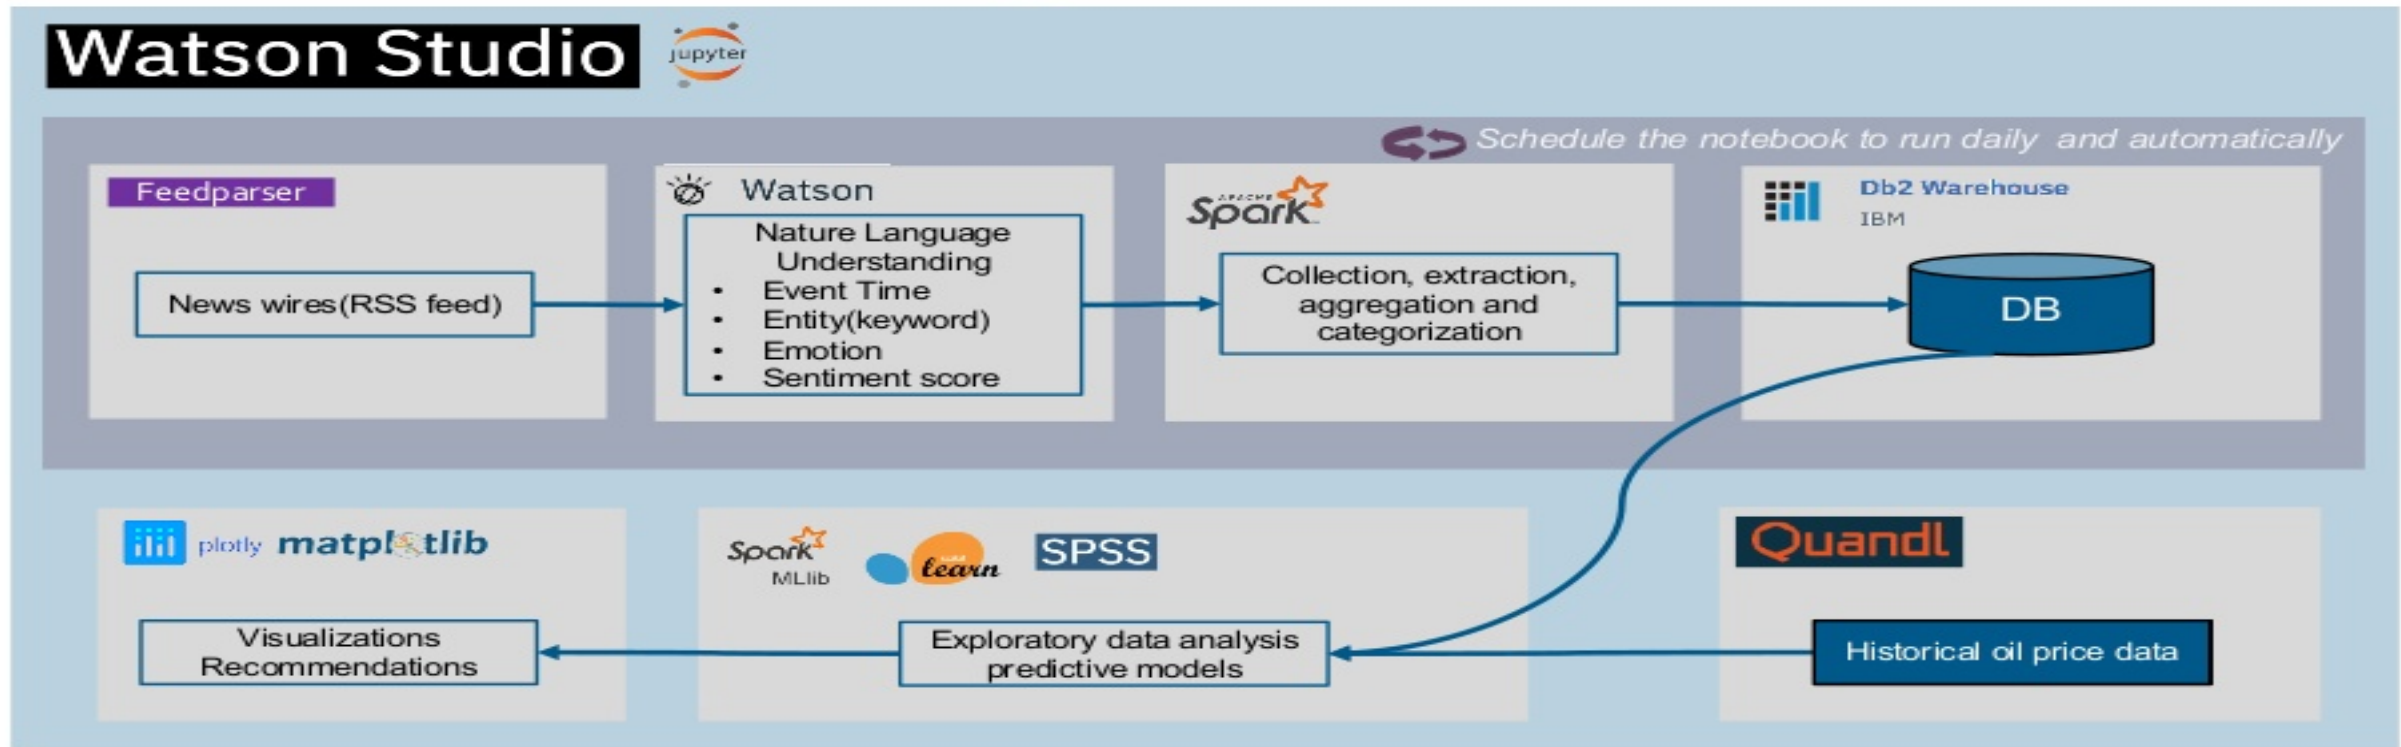 Watson Studio
jupyter
Schedule the notebook to run daily and automatically
Feedparser
News wires(RSS feed)
Watson
Nature Language
Understanding
• Event Time
• Entity(keyword)
• Emotion
• Sentiment score
APACHE
Spark
Collection, extraction,
aggregation and
categorization
Db2 Warehouse
IBM
DB
plotly matplotlib
Visualizations
Recommendations
Spark
MLlib
learn
SPSS
Exploratory data analysis
predictive models
Quandl
Historical oil price data